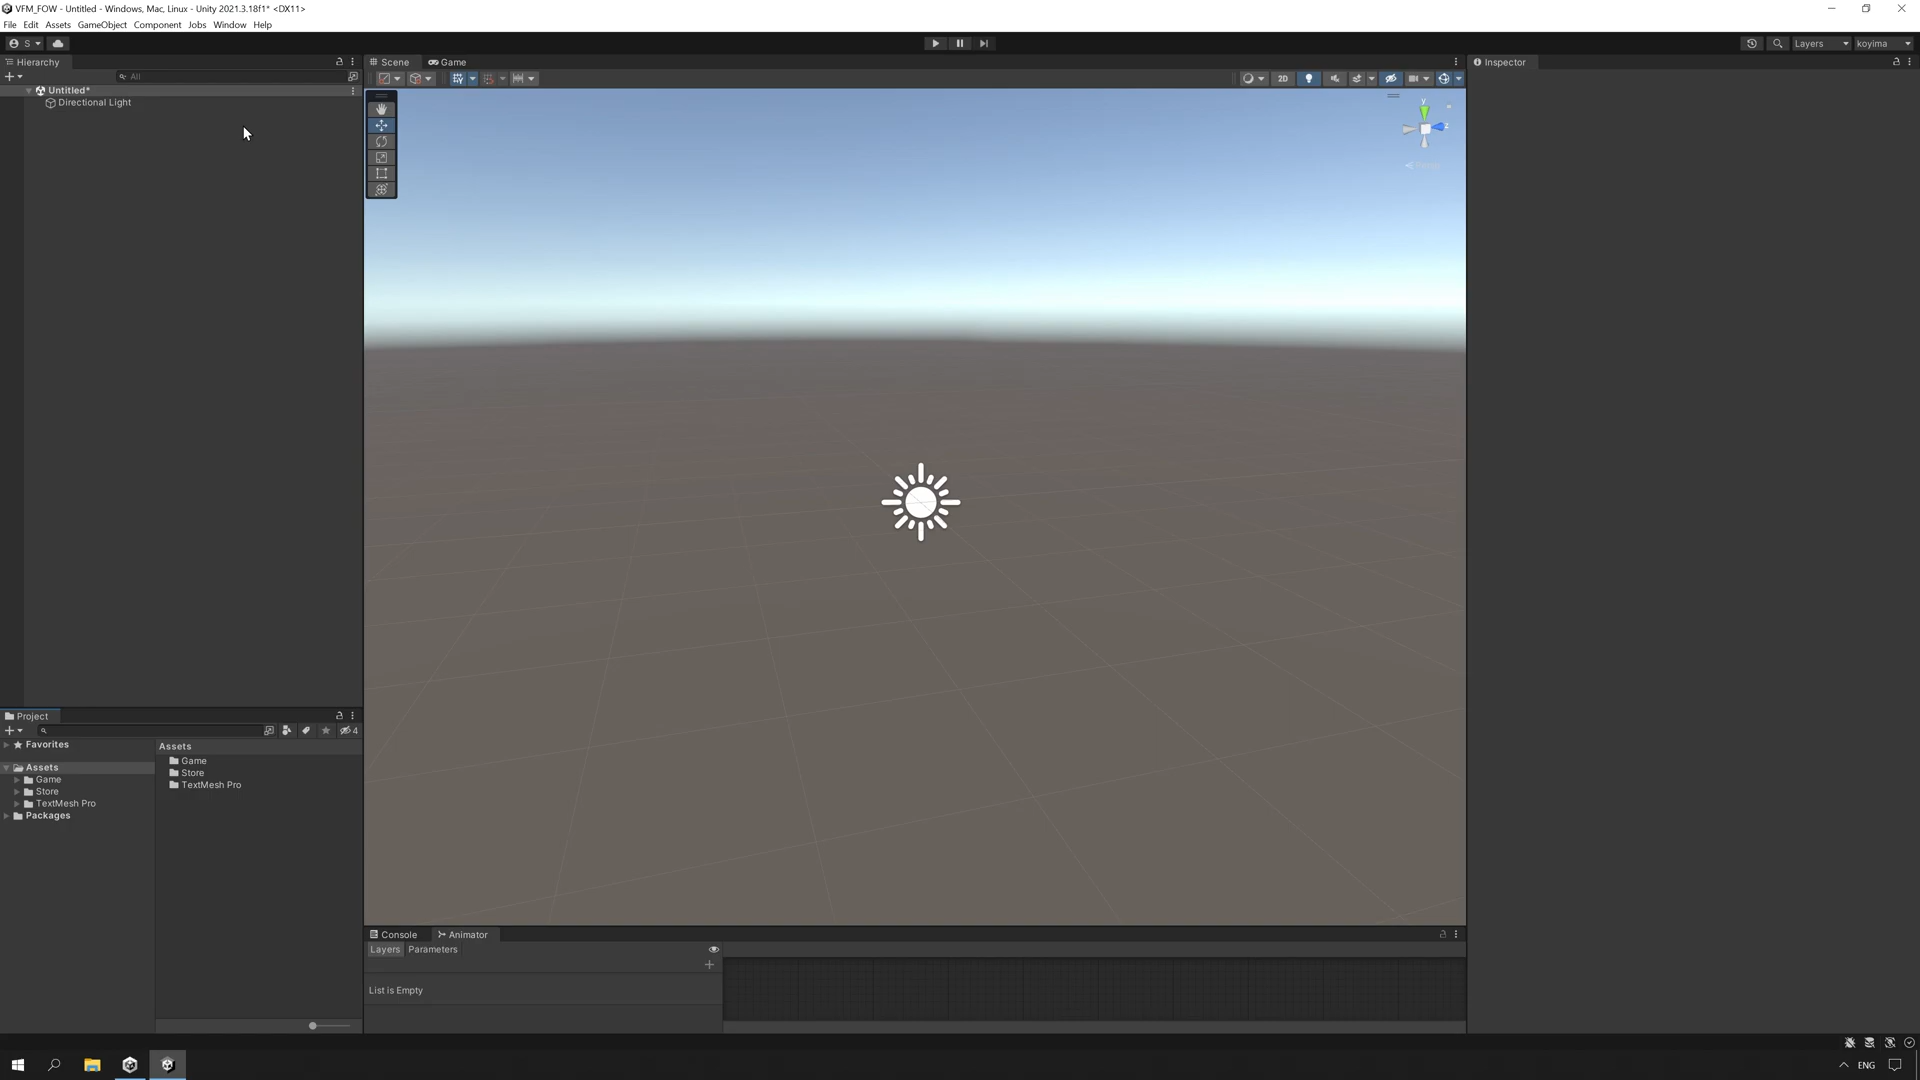 VFM_FOW - Untitled - Windows, Mac, Linux - Unity 2021.3.18f1* <DX11>
File Edit Assets GameObject Component Jobs Window Help
S
Layers
koyima
Hierarchy
Scene
Game
Inspector
All
2D
Untitled*
Directional Light
y
z
Project
4
Favorites
Assets
Assets
Game
Game
Store
Store
TextMesh Pro
TextMesh Pro
Packages
Console
Animator
Layers
Parameters
List is Empty
ENG